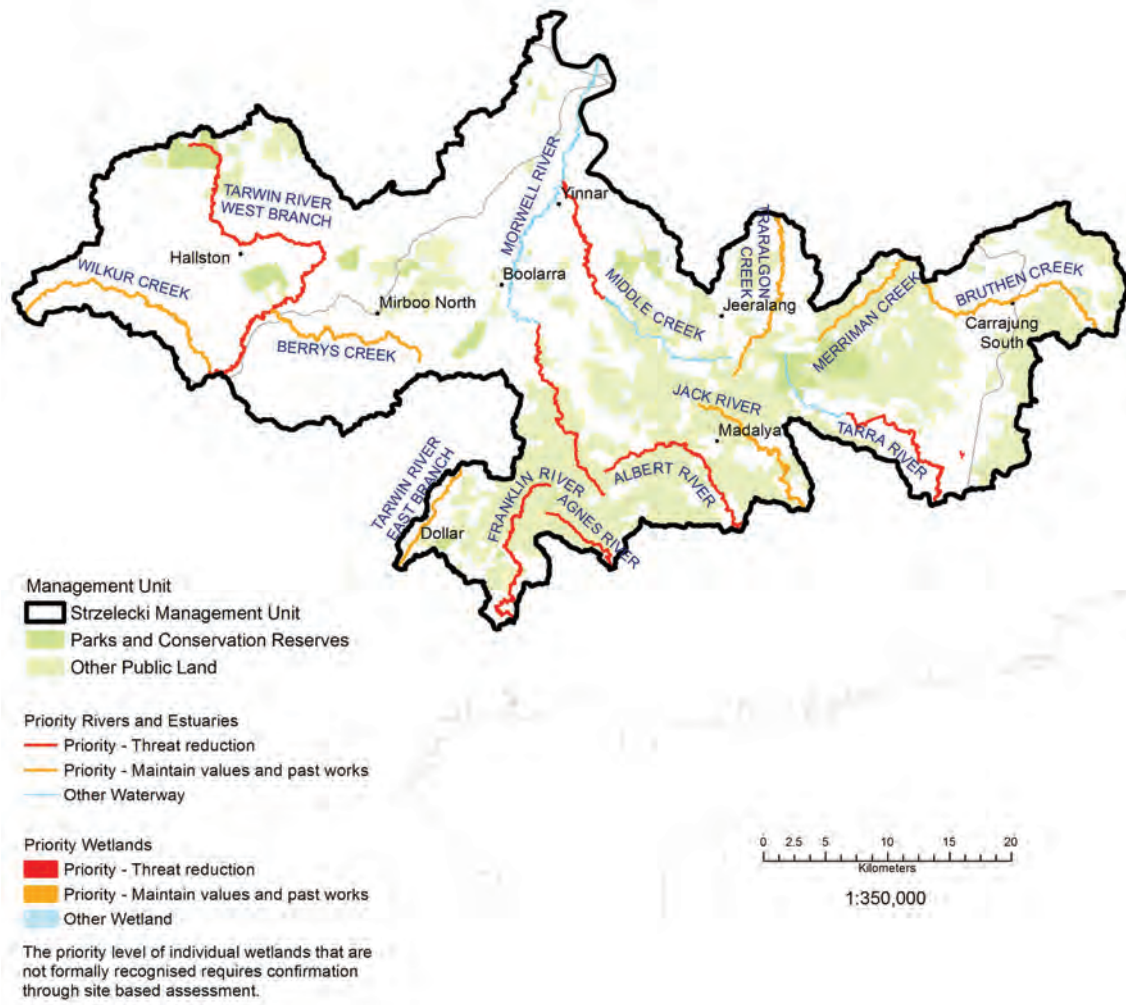 MORWELL RIVER
Yinnar
TARWIN RIVER
WEST BRANCH
Hallston
WILKUR CREEK
Boolarra
Mirboo North
BERRYS CREEK
MIDDLE CREEK
TRARALGON
CREEK
Jeeralang
MERRIMAN CREEK
BRUTHEN CREEK
Carrajung
South
JACK RIVER
Madalya
TARRA RIVER
TARWIN RIVER
EAST BRANCH
Dollar
FRANKLIN RIVER
AGNES RIVER
ALBERT RIVER
Management Unit
Strzelecki Management Unit
Parks and Conservation Reserves
Other Public Land
Priority Rivers and Estuaries
Priority - Threat reduction
Priority - Maintain values and past works
Other Waterway
Priority Wetlands
Priority - Threat reduction
Priority - Maintain values and past works
Other Wetland
The priority level of individual wetlands that are
not formally recognised requires confirmation
through site based assessment.
0 2.5 5 10 15 20
Kilometers
1:350,000